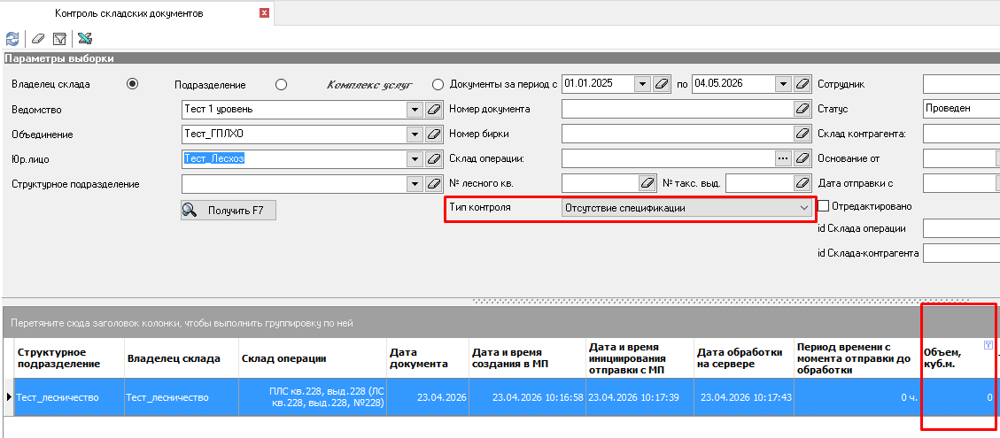 Контроль складских документов
Параметры выборки
Владелец склада Подразделение Комплекс услуг Документы за период с 01.01.2025 по 04.05.2026 Сотрудник
Ведомство Тест 1 уровень Номер документа Статус Проведен
Объединение Тест_ГПЛХО Номер бирки Склад контрагента:
Юр.лицо Тест_Лесхоз Склад операции: ... Основание от
Структурное подразделение № лесного кв. № такс. выд. Дата отправки с
Получить F7 Тип контроля Отсутствие спецификации Отредактировано
id Склада операции
id Склада-контрагента
Перетяните сюда заголовок колонки, чтобы выполнить группировку по ней
Структурное подразделение
Владелец склада
Склад операции
Дата документа
Дата и время создания в МП
Дата и время инициирования отправки с МП
Дата обработки на сервере
Период времени с момента отправки до обработки
Объем, куб.м.
Тест_лесничество Тест_лесничество ПЛС кв.228, выд.228 (ЛС кв.228, выд.228, №228) 23.04.2026 23.04.2026 10:16:58 23.04.2026 10:17:39 23.04.2026 10:17:43 0 ч. 0